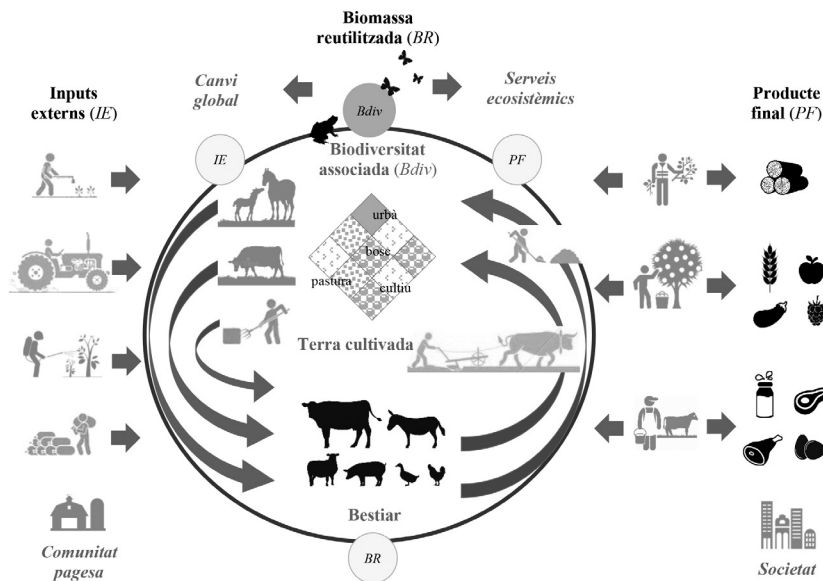 Biomassa
reutilitzada (BR)
Inputs
externs (IE)
Canvi
global
Serveis
ecosistèmics
Producte
final (PF)
Bdiv
IE
Biodiversitat
associada (Bdiv)
PF
urbà
bosc
pastura
cultiu
Terra cultivada
Bestiar
BR
Comunitat
pagesa
Societat